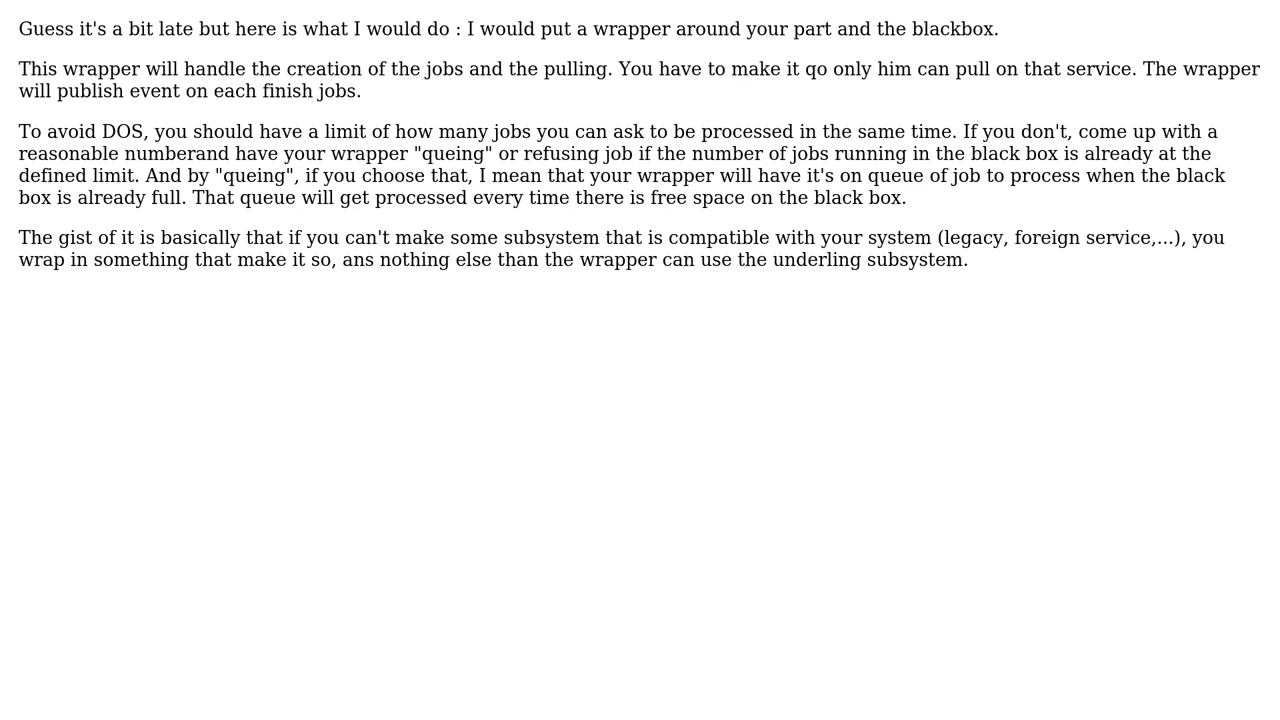 Guess it's a bit late but here is what I would do : I would put a wrapper around your part and the blackbox.
This wrapper will handle the creation of the jobs and the pulling. You have to make it qo only him can pull on that service. The wrapper
will publish event on each finish jobs.
To avoid DOS, you should have a limit of how many jobs you can ask to be processed in the same time. If you don't, come up with a
reasonable numberand have your wrapper "queing" or refusing job if the number of jobs running in the black box is already at the
defined limit. And by "queing", if you choose that, I mean that your wrapper will have it's on queue of job to process when the black
box is already full. That queue will get processed every time there is free space on the black box.
The gist of it is basically that if you can't make some subsystem that is compatible with your system (legacy, foreign service,...), you
wrap in something that make it so, ans nothing else than the wrapper can use the underling subsystem.